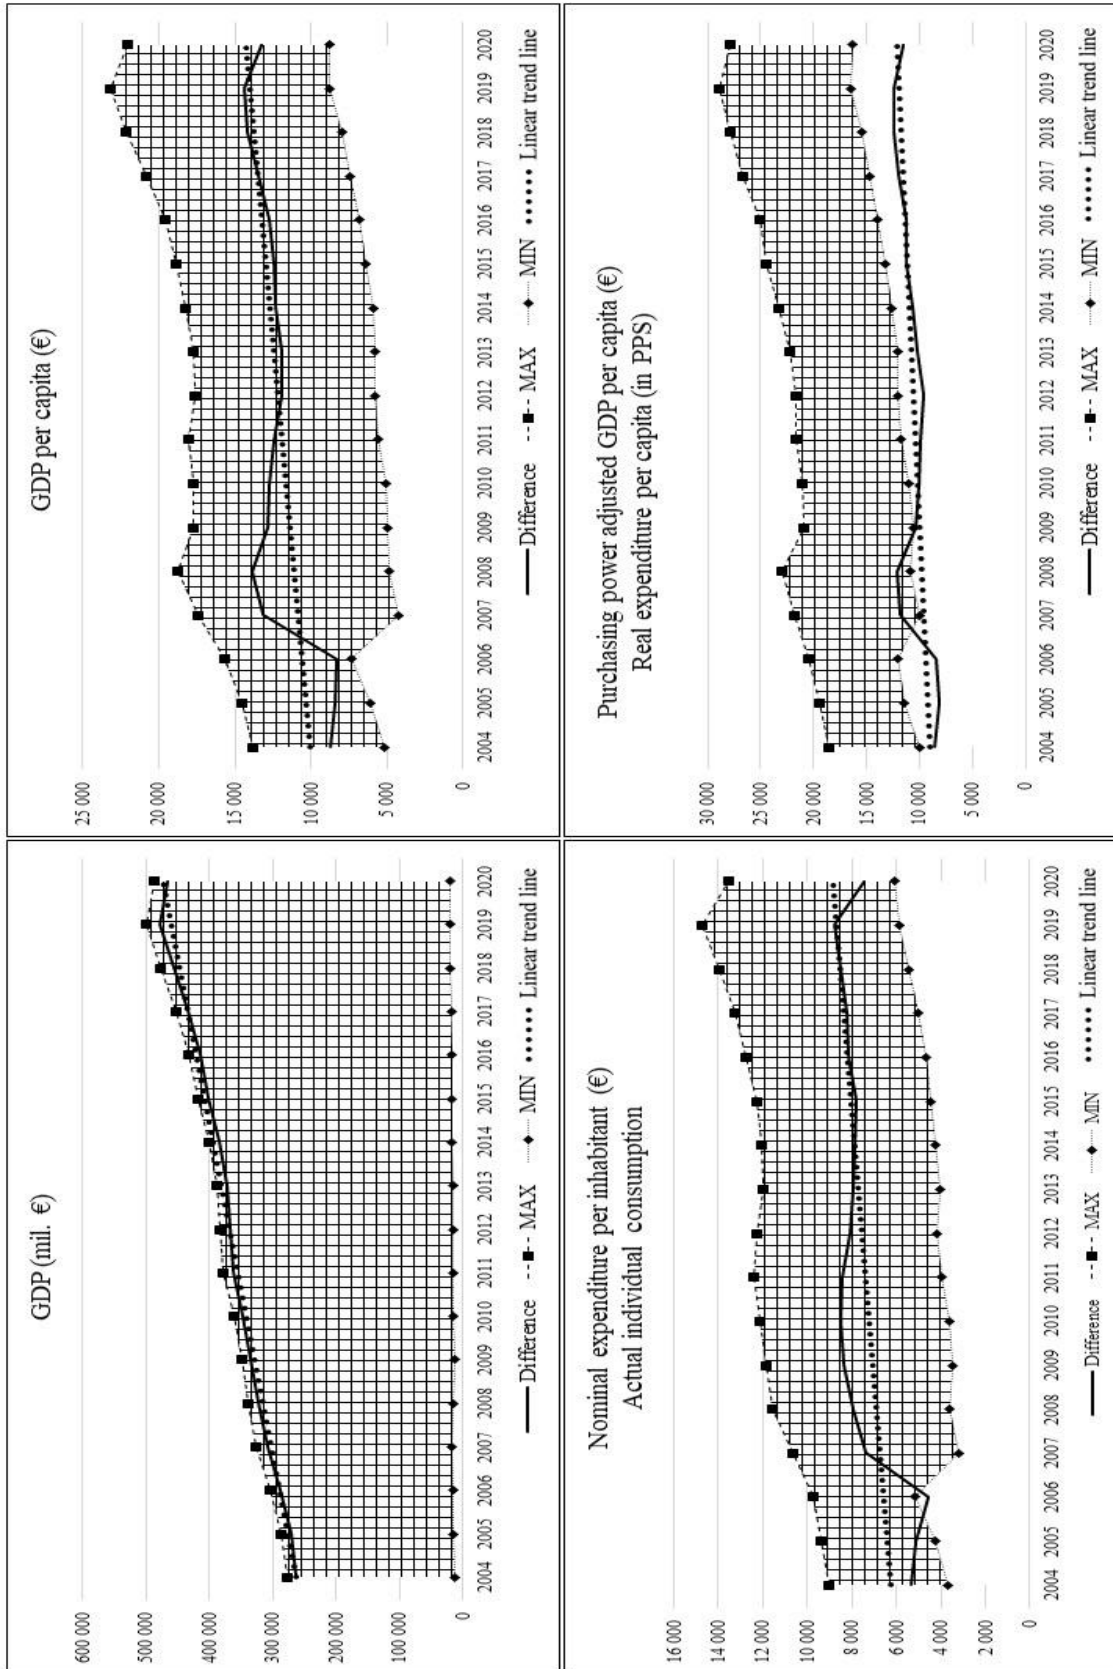 GDP (mil. €)
600 000
500 000
400 000
300 000
200 000
100 000
0
2004 2005 2006 2007 2008 2009 2010 2011 2012 2013 2014 2015 2016 2017 2018 2019 2020
Difference MAX MIN Linear trend line
GDP per capita (€)
25 000
20 000
15 000
10 000
5 000
0
2004 2005 2006 2007 2008 2009 2010 2011 2012 2013 2014 2015 2016 2017 2018 2019 2020
Difference MAX MIN Linear trend line
Nominal expenditure per inhabitant (€)
Actual individual consumption
16 000
14 000
12 000
10 000
8 000
6 000
4 000
2 000
0
2004 2005 2006 2007 2008 2009 2010 2011 2012 2013 2014 2015 2016 2017 2018 2019 2020
Difference MAX MIN Linear trend line
Purchasing power adjusted GDP per capita (€)
Real expenditure per capita (in PPS)
30 000
25 000
20 000
15 000
10 000
5 000
0
2004 2005 2006 2007 2008 2009 2010 2011 2012 2013 2014 2015 2016 2017 2018 2019 2020
Difference MAX MIN Linear trend line